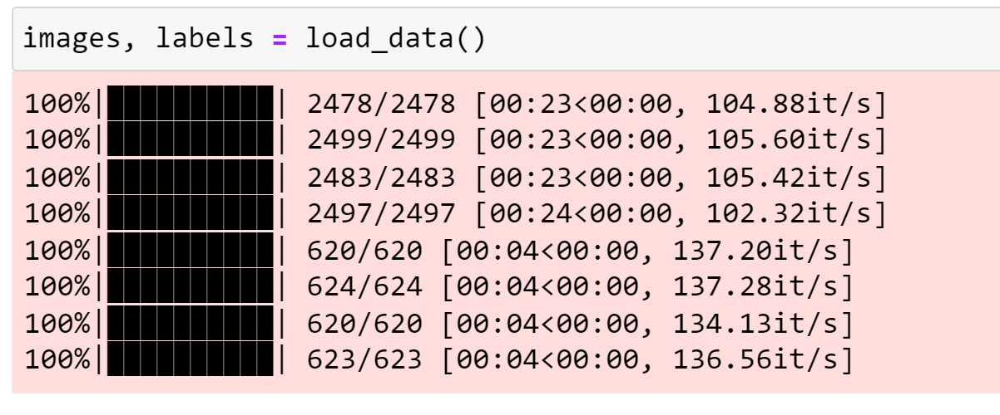 images, labels = load_data()
100%|██████████| 2478/2478 [00:23<00:00, 104.88it/s]
100%|██████████| 2499/2499 [00:23<00:00, 105.60it/s]
100%|██████████| 2483/2483 [00:23<00:00, 105.42it/s]
100%|██████████| 2497/2497 [00:24<00:00, 102.32it/s]
100%|██████████| 620/620 [00:04<00:00, 137.20it/s]
100%|██████████| 624/624 [00:04<00:00, 137.28it/s]
100%|██████████| 620/620 [00:04<00:00, 134.13it/s]
100%|██████████| 623/623 [00:04<00:00, 136.56it/s]